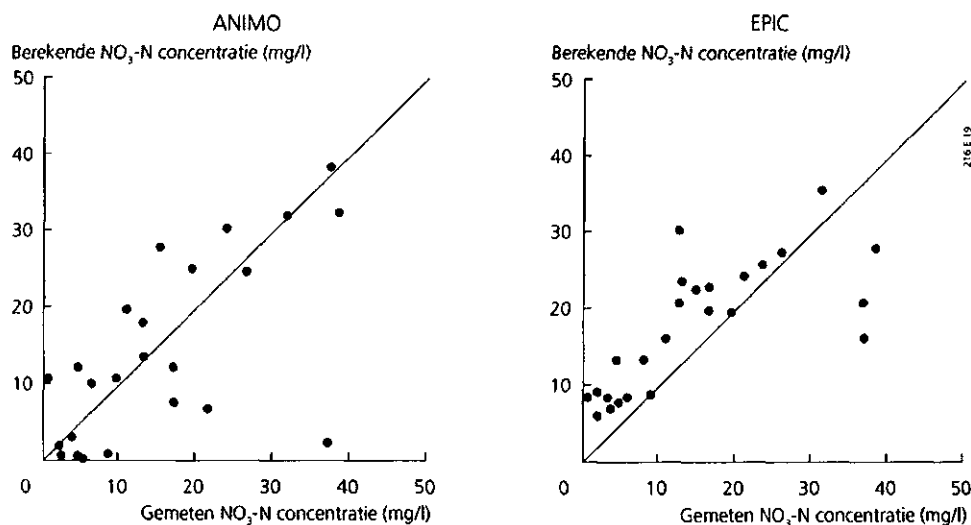 ANIMO
Berekende NO₃-N concentratie (mg/l)
50
40
30
20
10
0 10 20 30 40 50
Gemeten NO₃-N concentratie (mg/l)
EPIC
Berekende NO₃-N concentratie (mg/l)
50
40
30
20
10
0 10 20 30 40 50
Gemeten NO₃-N concentratie (mg/l)
216 E 19